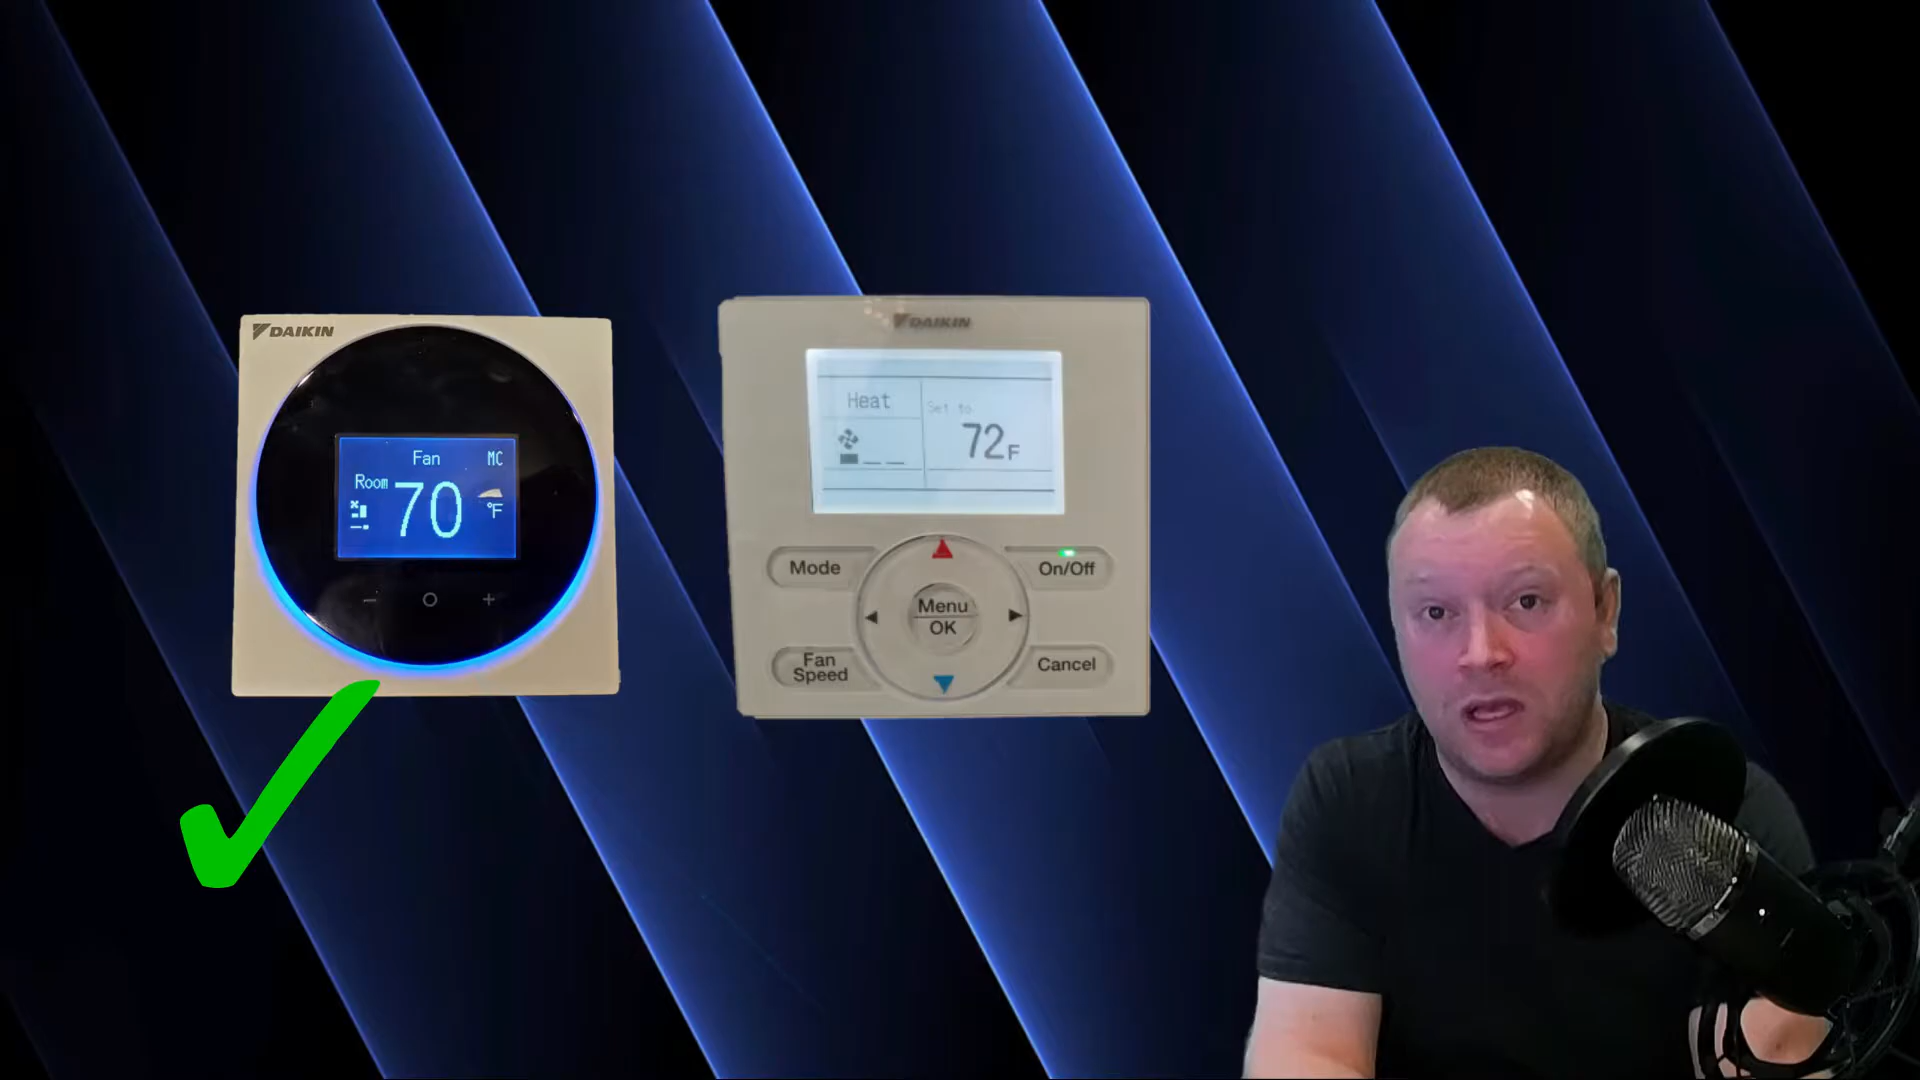 DAIKIN
Fan MC
Room 70 °F
DAIKIN
Heat
Set to
72F
Mode
On/Off
Menu
OK
Fan
Speed
Cancel